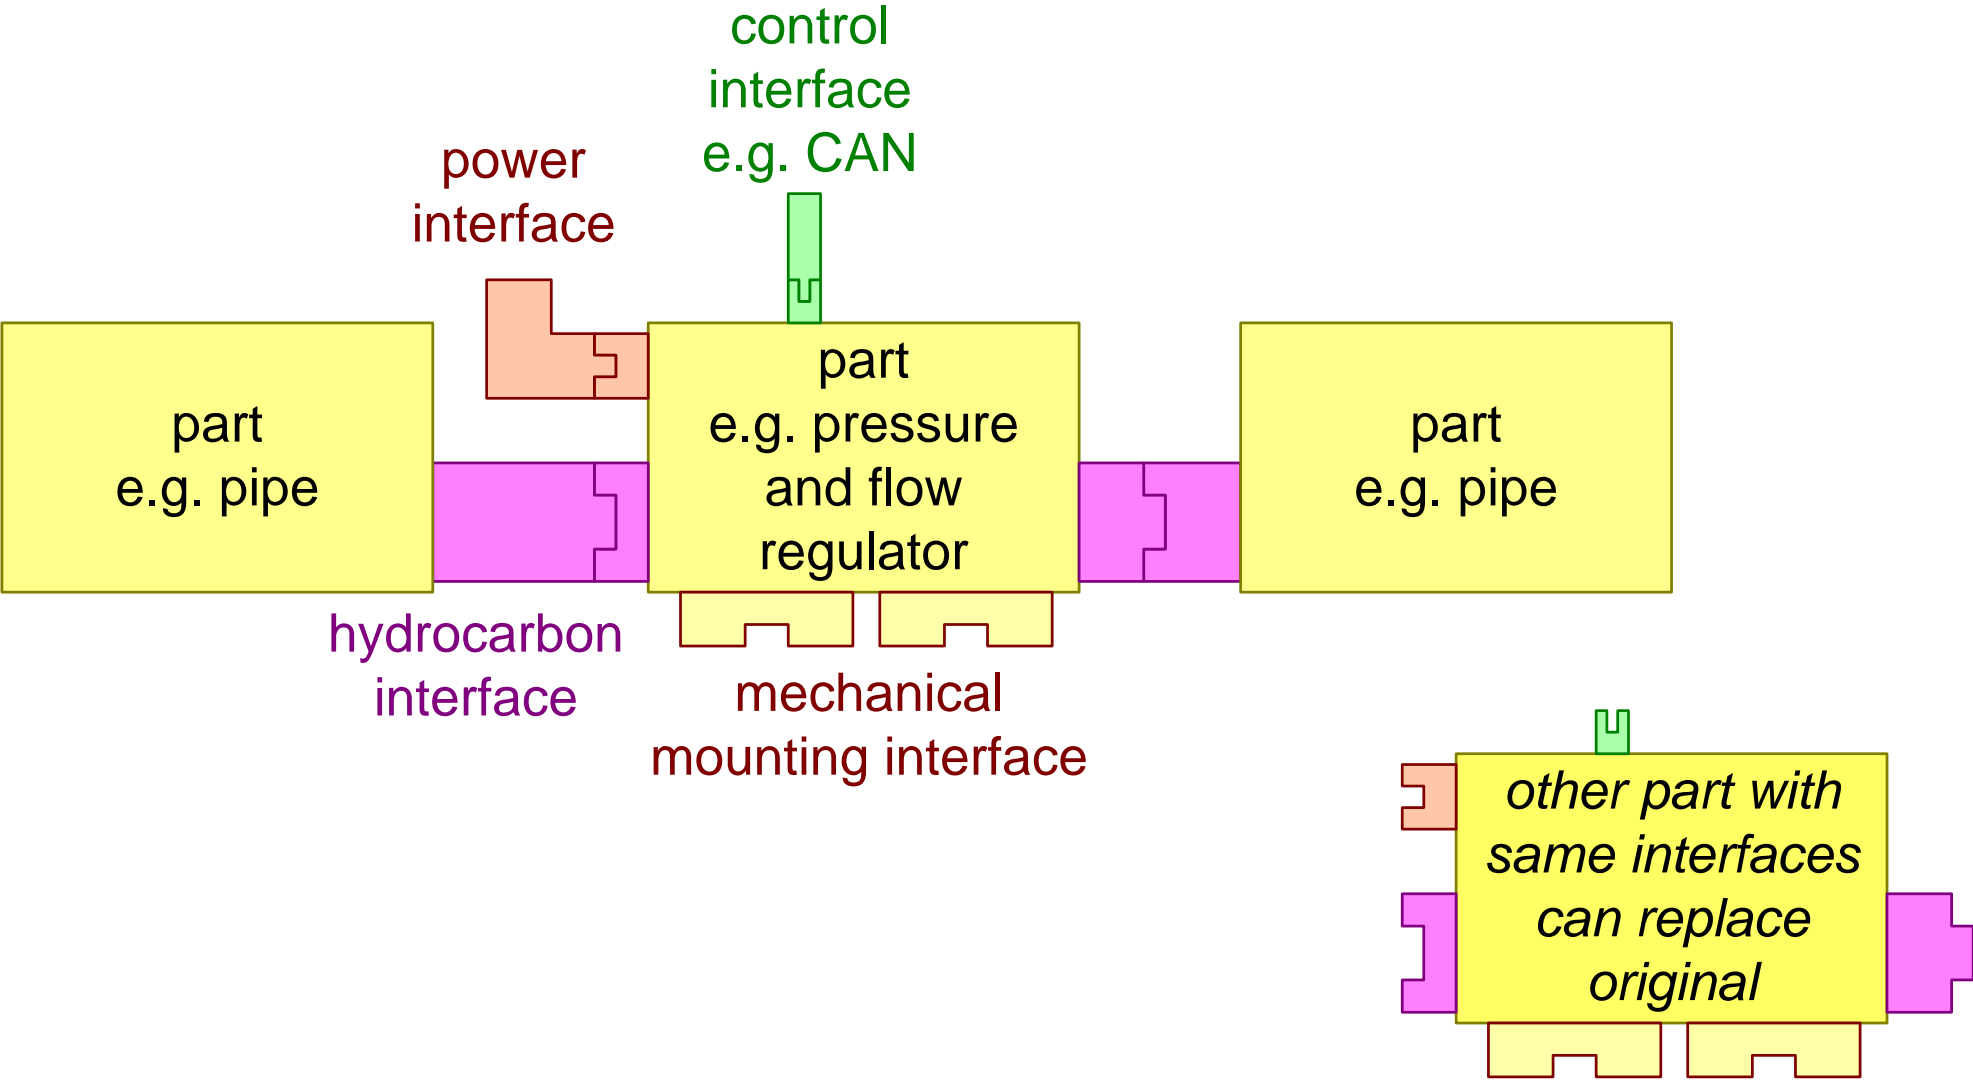 control
interface
e.g. CAN
power
interface
part
e.g. pipe
part
e.g. pressure
and flow
regulator
part
e.g. pipe
hydrocarbon
interface
mechanical
mounting interface
other part with
same interfaces
can replace
original